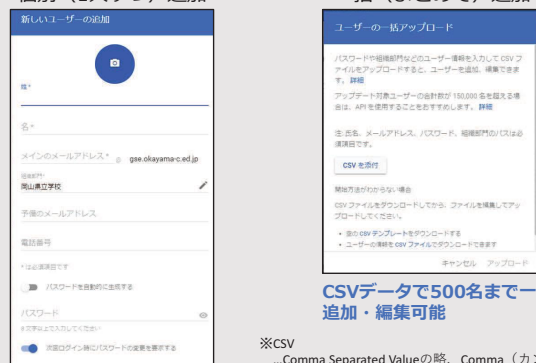 新しいユーザーの追加
姓*
名*
メインのメールアドレス*
@ gse.okayama-c.ed.jp
組織部門*
岡山県立学校
予備のメールアドレス
電話番号
*は必須項目です
パスワードを自動的に生成する
パスワード
8 文字以上で入力してください
次回ログイン時にパスワードの変更を要求する
ユーザーの一括アップロード
パスワードや組織部門などのユーザー情報を入力して CSV フ
ァイルをアップロードすると、ユーザーを追加、編集できま
す。 詳細
アップデート対象ユーザーの合計数が 150,000 名を超える場
合は、API を使用することをおすすめします。 詳細
注: 氏名、メールアドレス、パスワード、組織部門のパスは必
須項目です。
CSV を添付
開始方法がわからない場合
CSV ファイルをダウンロードしてから、ファイルを編集してアッ
プロードしてください。
• 空の CSV テンプレートをダウンロードする
• ユーザーの情報を CSV ファイルでダウンロードできます
キャンセル アップロード
CSVデータで500名まで一
追加・編集可能
※CSV
…Comma Separated Valueの略。Comma（カン